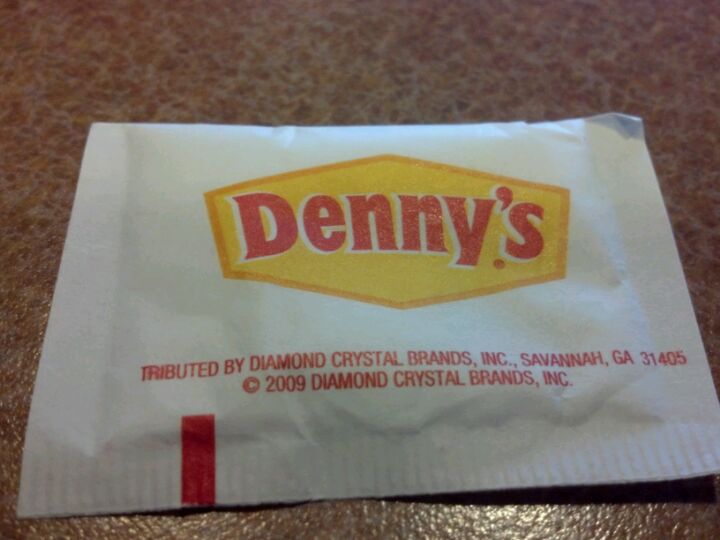 Denny's
TRIBUTED BY DIAMOND CRYSTAL BRANDS, INC., SAVANNAH, GA 31405
© 2009 DIAMOND CRYSTAL BRANDS, INC.